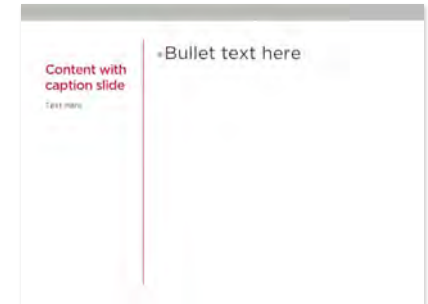 Content with
caption slide
Text Here
•Bullet text here